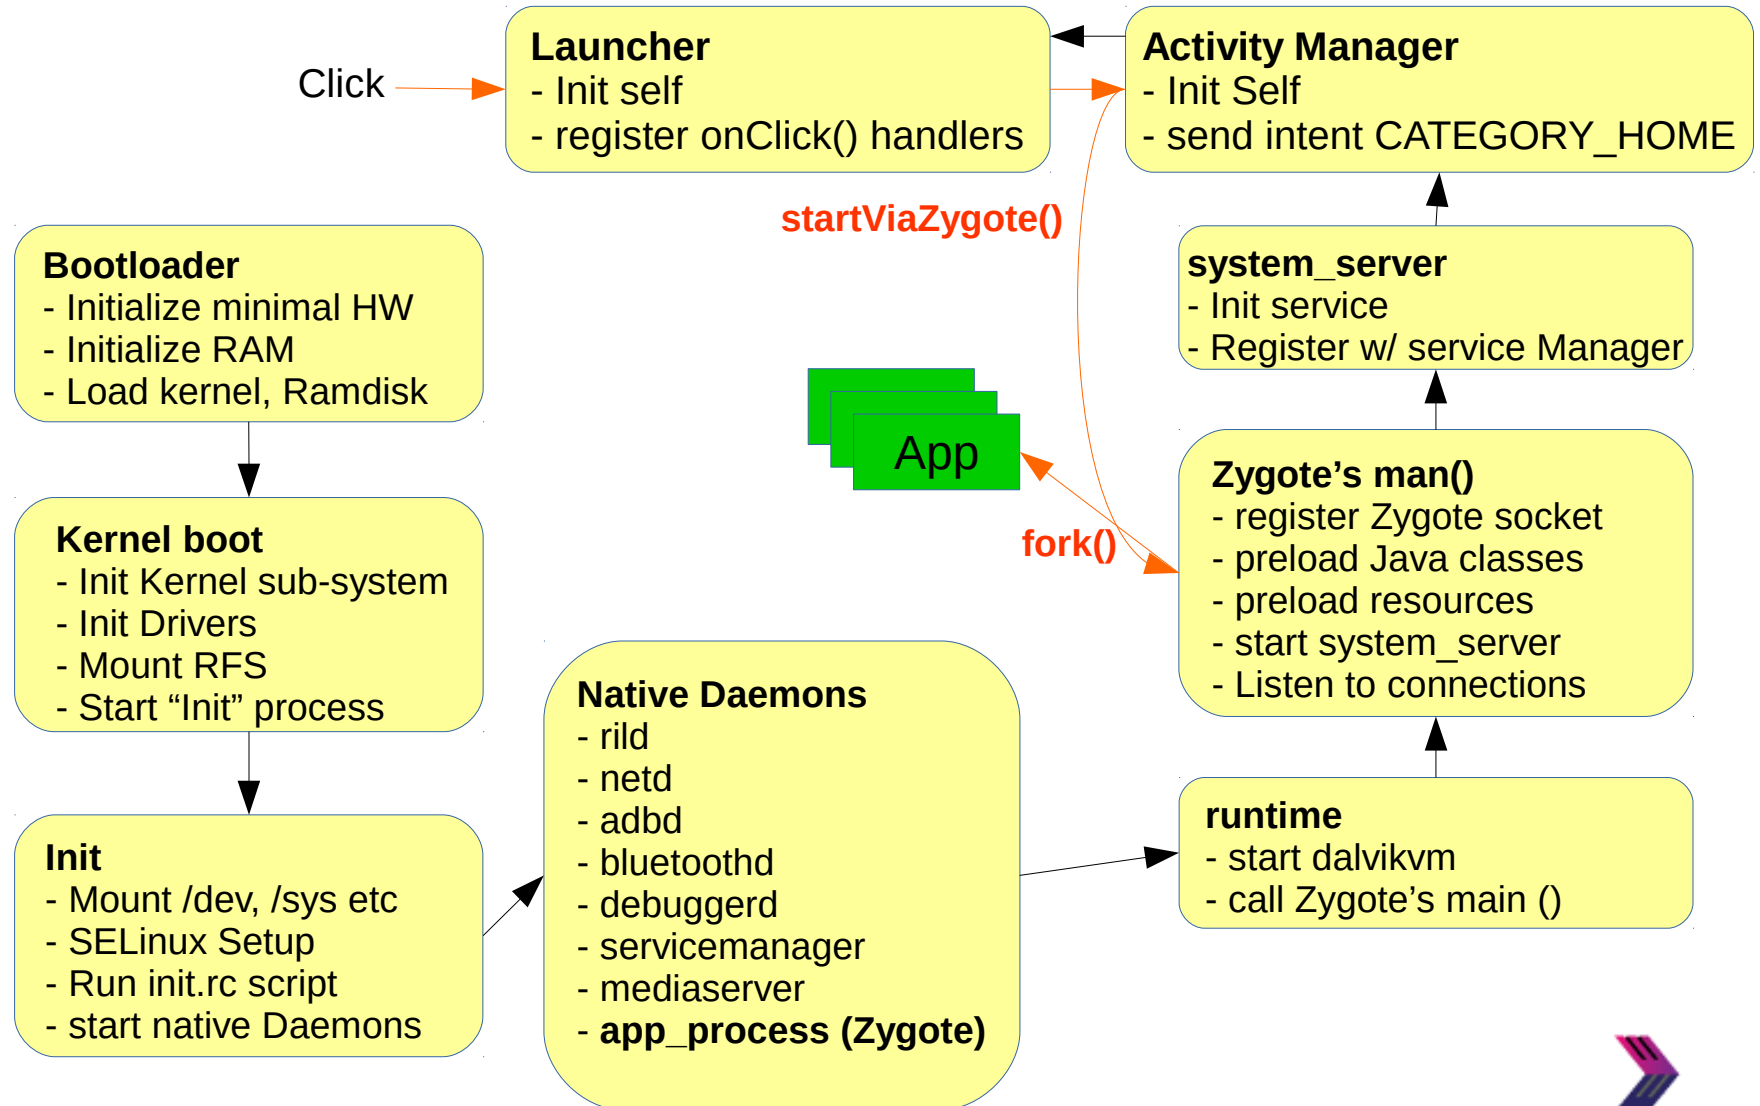 Click
Launcher
- Init self
- register onClick() handlers
Activity Manager
- Init Self
- send intent CATEGORY_HOME
startViaZygote()
Bootloader
- Initialize minimal HW
- Initialize RAM
- Load kernel, Ramdisk
system_server
- Init service
- Register w/ service Manager
App
fork()
Zygote’s man()
- register Zygote socket
- preload Java classes
- preload resources
- start system_server
- Listen to connections
Kernel boot
- Init Kernel sub-system
- Init Drivers
- Mount RFS
- Start “Init” process
Native Daemons
- rild
- netd
- adbd
- bluetoothd
- debuggerd
- servicemanager
- mediaserver
- app_process (Zygote)
runtime
- start dalvikvm
- call Zygote’s main ()
Init
- Mount /dev, /sys etc
- SELinux Setup
- Run init.rc script
- start native Daemons